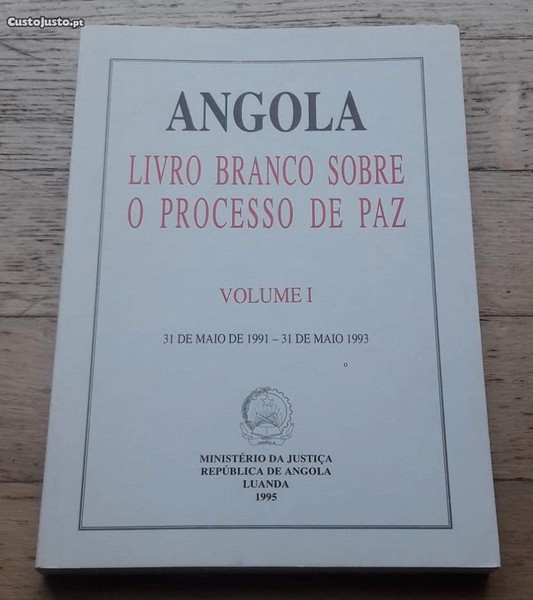 CustoJusto.pt
ANGOLA
LIVRO BRANCO SOBRE
O PROCESSO DE PAZ
VOLUME I
31 DE MAIO DE 1991 – 31 DE MAIO 1993
MINISTÉRIO DA JUSTIÇA
REPÚBLICA DE ANGOLA
LUANDA
1995